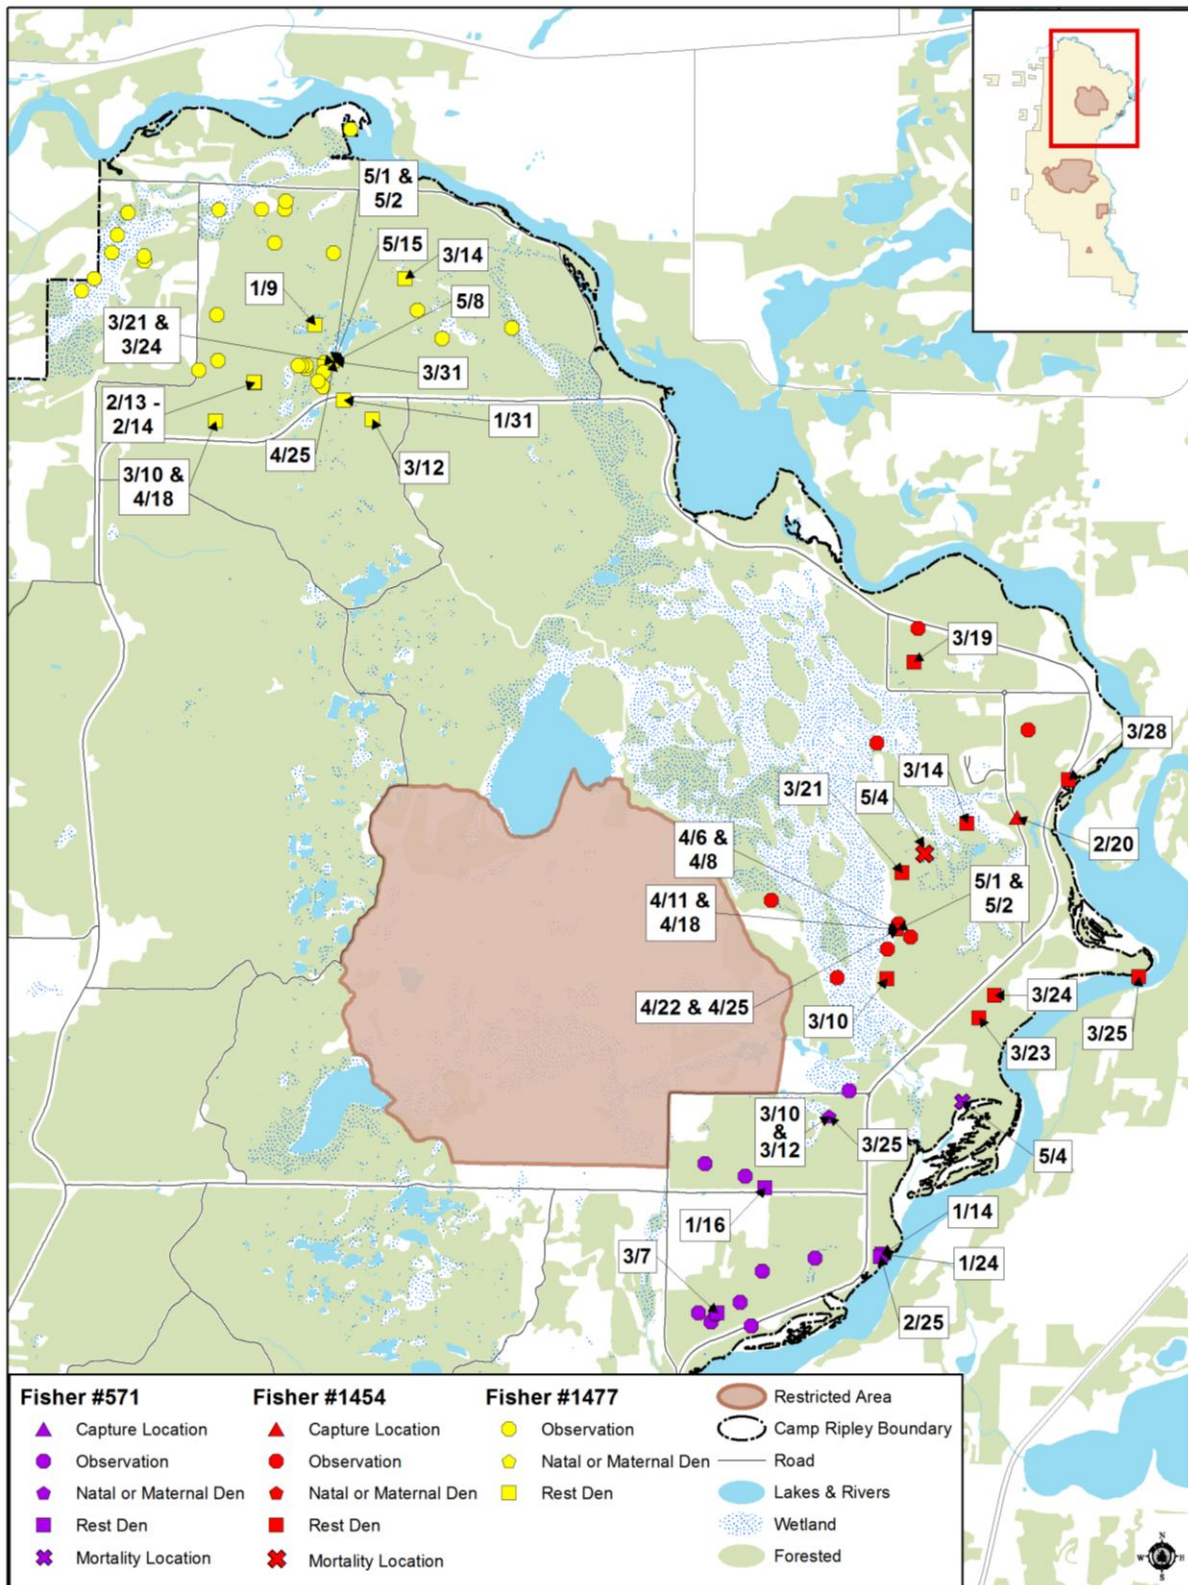 5/1 &
5/2
5/15
3/14
1/9
5/8
3/21 &
3/24
3/31
2/13 -
2/14
1/31
4/25
3/12
3/10 &
4/18
3/19
3/28
3/14
3/21
5/4
4/6 &
4/8
2/20
5/1 &
5/2
4/11 &
4/18
4/22 & 4/25
3/10
3/24
3/25
3/23
3/10
&
3/12
3/25
5/4
1/16
1/14
3/7
1/24
2/25
Fisher #571
Capture Location
Observation
Natal or Maternal Den
Rest Den
Mortality Location
Fisher #1454
Capture Location
Observation
Natal or Maternal Den
Rest Den
Mortality Location
Fisher #1477
Observation
Natal or Maternal Den
Rest Den
Restricted Area
Camp Ripley Boundary
Road
Lakes & Rivers
Wetland
Forested
N
W
E
S